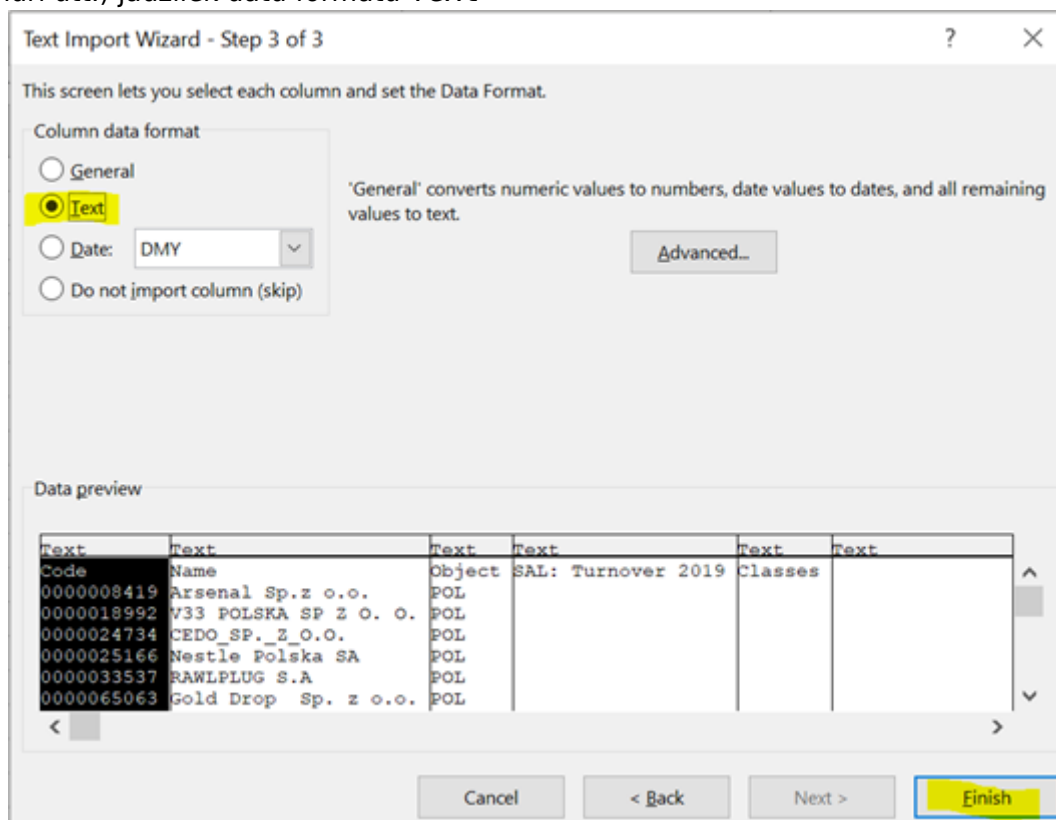 jaužliek data formāta Text
Text Import Wizard - Step 3 of 3 ?
This screen lets you select each column and set the Data Format.
Column data format
General
Text
Date: DMY
Do not import column (skip)
'General' converts numeric values to numbers, date values to dates, and all remaining
values to text.
Advanced...
Data preview
Text Text Text Text Text Text
Code Name Object SAL: Turnover 2019 Classes
0000008419 Arsenal Sp.z o.o. POL
0000018992 V33 POLSKA SP Z O. O. POL
0000024734 CEDO_SP._Z_O.O. POL
0000025166 Nestle Polska SA POL
0000033537 RAWLPLUG S.A POL
0000065063 Gold Drop Sp. z o.o. POL
Cancel < Back Next > Finish